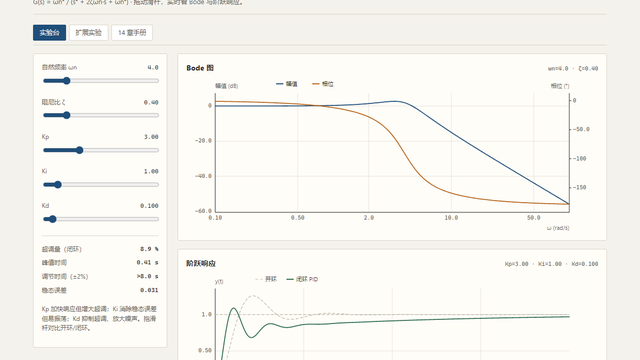 G(s) = ωn² / (s² + 2ζωn·s + ωn²) · 拖动滑杆，实时看 Bode 与阶跃响应。
实验台
扩展实验
14 章手册
自然频率 ωn 4.0
阻尼比 ζ 0.40
Kp 3.00
Ki 1.00
Kd 0.100
超调量（闭环） 8.9 %
峰值时间 0.41 s
调节时间（±2%） >8.0 s
稳态误差 0.031
Kp 加快响应但增大超调；Ki 消除稳态误差
但易振荡；Kd 抑制超调、放大噪声。拖滑
杆对比开环/闭环。
Bode 图 ωn=4.0 · ζ=0.40
幅值 (dB) 幅值 相位 相位 (°)
0
-20.0
-40.0
-60.0
0
-50.0
-100
-150
0.10 0.50 2.0 10.0 50.0
ω (rad/s)
阶跃响应 Kp=3.00 · Ki=1.00 · Kd=0.100
y(t) 开环 闭环 PID
1.0
0.50